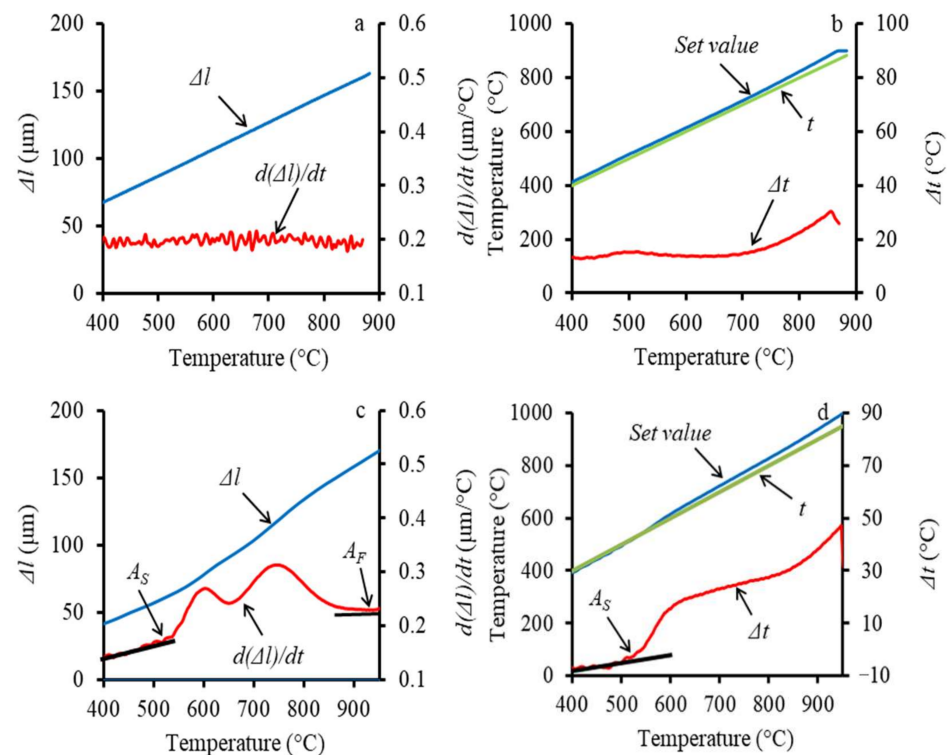 a
200
150
100
50
0
Δl (μm)
0.6
0.5
0.4
0.3
0.2
0.1
d(Δl)/dt (μm/°C)
400 500 600 700 800 900
Temperature (°C)
Δl
d(Δl)/dt
b
1000
800
600
400
200
0
Temperature (°C)
90
80
60
40
20
0
Δt (°C)
400 500 600 700 800 900
Temperature (°C)
Set value
t
Δt
c
200
150
100
50
0
Δl (μm)
0.6
0.5
0.4
0.3
0.2
0.1
d(Δl)/dt (μm/°C)
400 500 600 700 800 900
Temperature (°C)
Δl
A_S
A_F
d(Δl)/dt
d
1000
800
600
400
200
0
Temperature (°C)
90
70
50
30
10
−10
Δt (°C)
400 500 600 700 800 900
Temperature (°C)
Set value
t
A_S
Δt